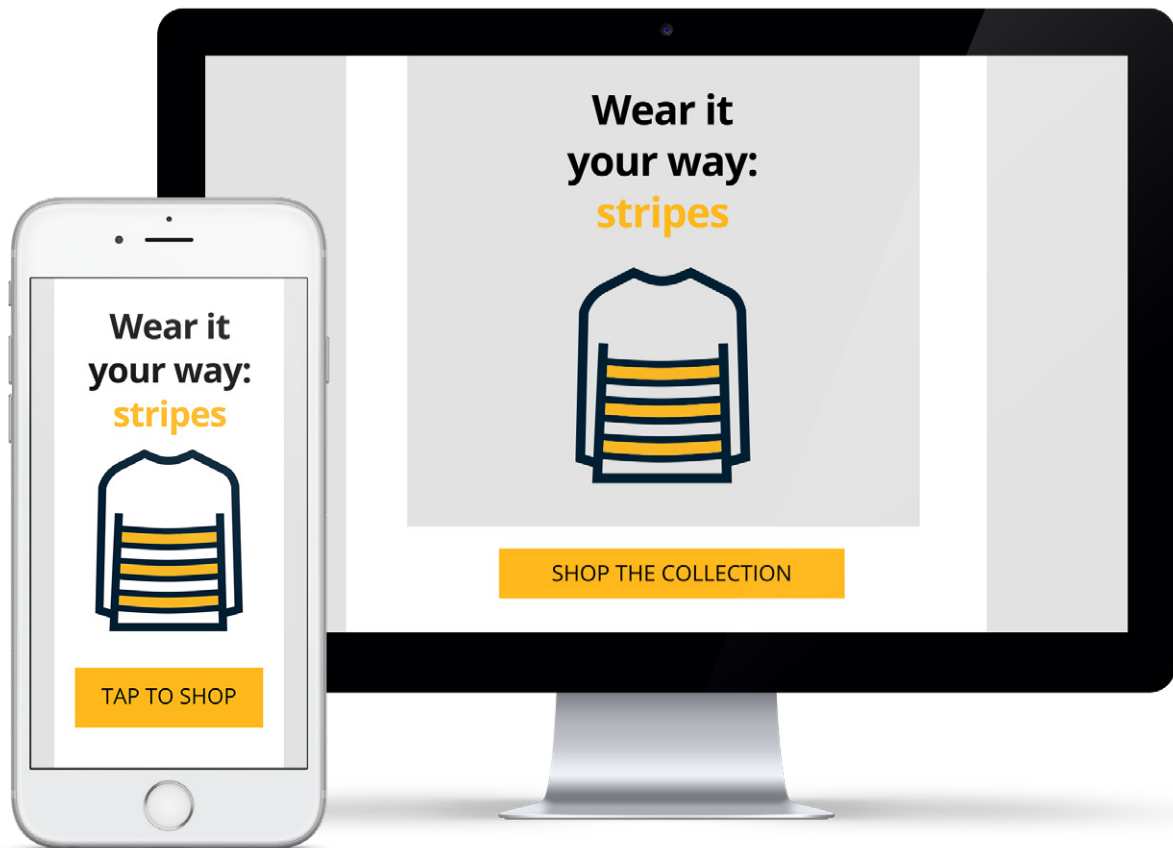 Wear it
your way:
stripes
SHOP THE COLLECTION
Wear it
your way:
stripes
TAP TO SHOP